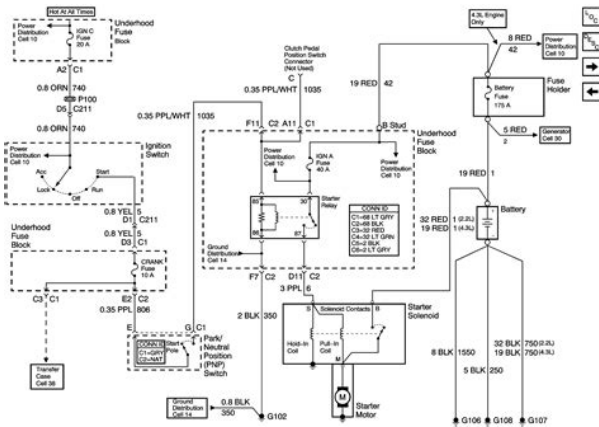 Hot At All Times
Power
Distribution
Cell 10
IGN C
Fuse
20 A
Underhood
Fuse
Block
A2 C1
0.8 ORN 740
P100
D5 C211
0.8 ORN 740
Power
Distribution
Cell 10
Ignition
Switch
Acc
Lock
Off
Run
Start
0.8 YEL 5
D1 C211
0.8 YEL 5
D3 C1
Underhood
Fuse
Block
CRANK
Fuse
10 A
C3 C1
E2 C2
0.35 PPL 806
Transfer
Case
Cell 38
E
G C1
CONN ID
C1=GRY
C2=NAT
Start
Pole
Park/
Neutral
Position
(PNP)
Switch
Clutch Pedal
Position Switch
Connector
(Not Used)
C
0.35 PPL/WHT 1035
0.35 PPL/WHT 1035
F11 C2 A11 C1
19 RED 42
B Stud
Underhood
Fuse
Block
Power
Distribution
Cell 10
IGN A
Fuse
40 A
Power
Distribution
Cell 10
85
30
86
87
Starter
Relay
CONN ID
C1=68 LT GRY
C2=68 BLK
C3=32 RED
C4=32 LT GRN
C5=2 BLK
C6=2 LT GRY
Ground
Distribution
Cell 14
F7 C2
D11 C2
3 PPL 6
2 BLK 350
S Solenoid Contacts B
Hold-In
Coil
Pull-In
Coil
M
Starter
Solenoid
M
Starter
Motor
Ground
Distribution
Cell 14
0.8 BLK
350
G102
4.3L Engine
Only
8 RED
42
Power
Distribution
Cell 10
Battery
Fuse
175 A
Fuse
Holder
5 RED
2
Generator
Cell 30
19 RED 1
32 RED 1 (2.2L)
19 RED 1 (4.3L)
Battery
8 BLK 1550
32 BLK 750 (2.2L)
19 BLK 750 (4.3L)
5 BLK 250
G106 G108 G107
LOC
DESC